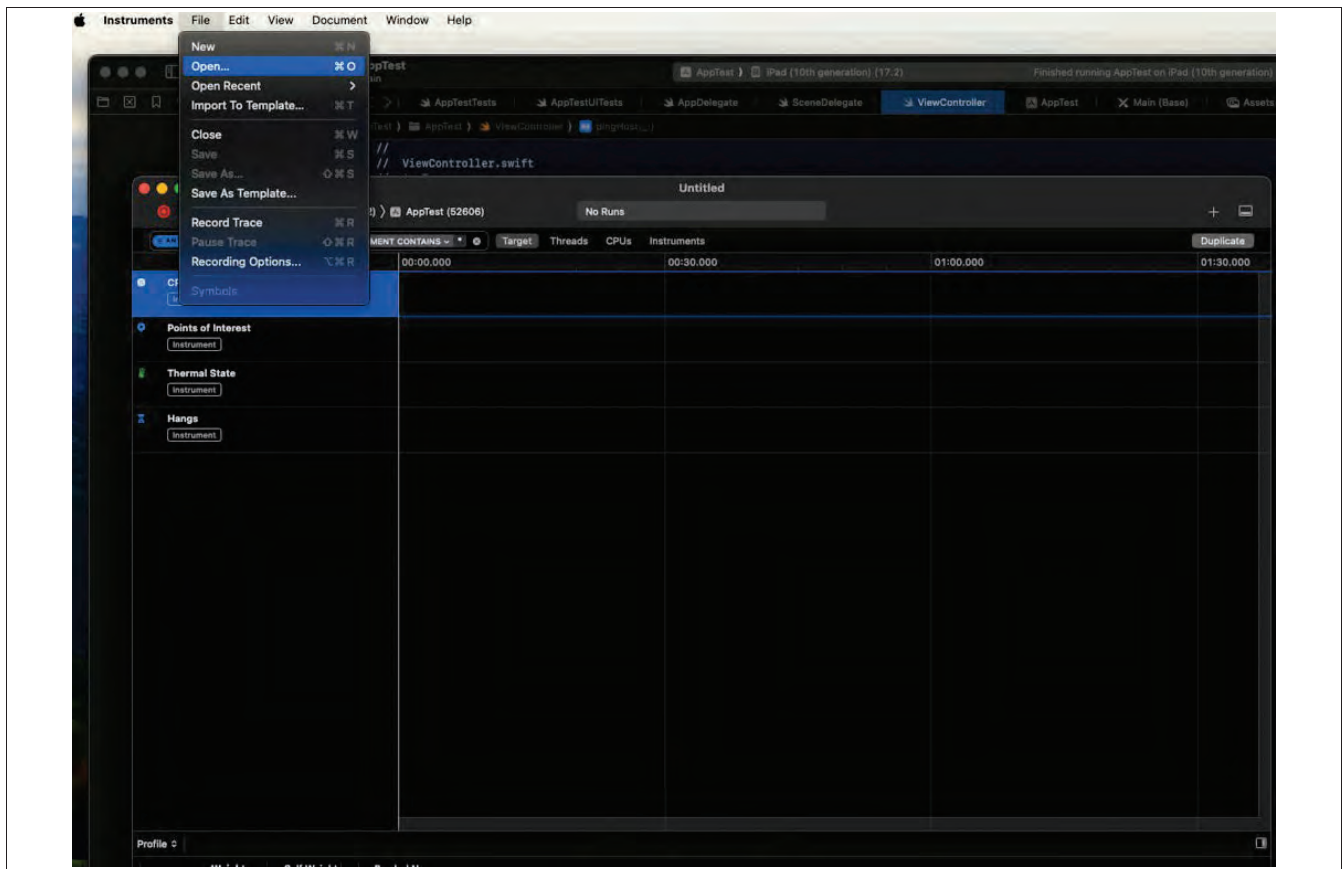 Instruments File Edit View Document Window Help
New ⌘N
Open... ⌘O
Open Recent >
Import To Template... ⌘T
Close ⌘W
Save ⌘S
Save As... ⇧⌘S
Save As Template...
Record Trace ⌘R
Pause Trace ⇧⌘R
Recording Options... ⌥⌘R
Symbols
AppTest ⟩ iPad (10th generation) (17.2) Finished running AppTest on iPad (10th generation)
AppTestTests AppTestUITests AppDelegate SceneDelegate ViewController AppTest Main (Base) Assets
AppTest ⟩ ViewController ⟩
//
// ViewController.swift
Untitled
AppTest (52606) No Runs
CONTAINS Target Threads CPUs Instruments Duplicate
00:00.000 00:30.000 01:00.000 01:30.000
Points of Interest
Instrument
Thermal State
Instrument
Hangs
Instrument
Profile